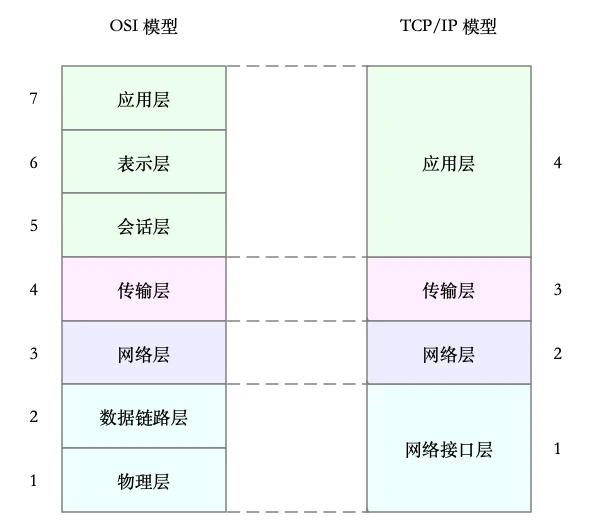 OSI 模型
TCP/IP 模型
7 应用层
6 表示层
应用层 4
5 会话层
4 传输层
传输层 3
3 网络层
网络层 2
2 数据链路层
网络接口层 1
1 物理层